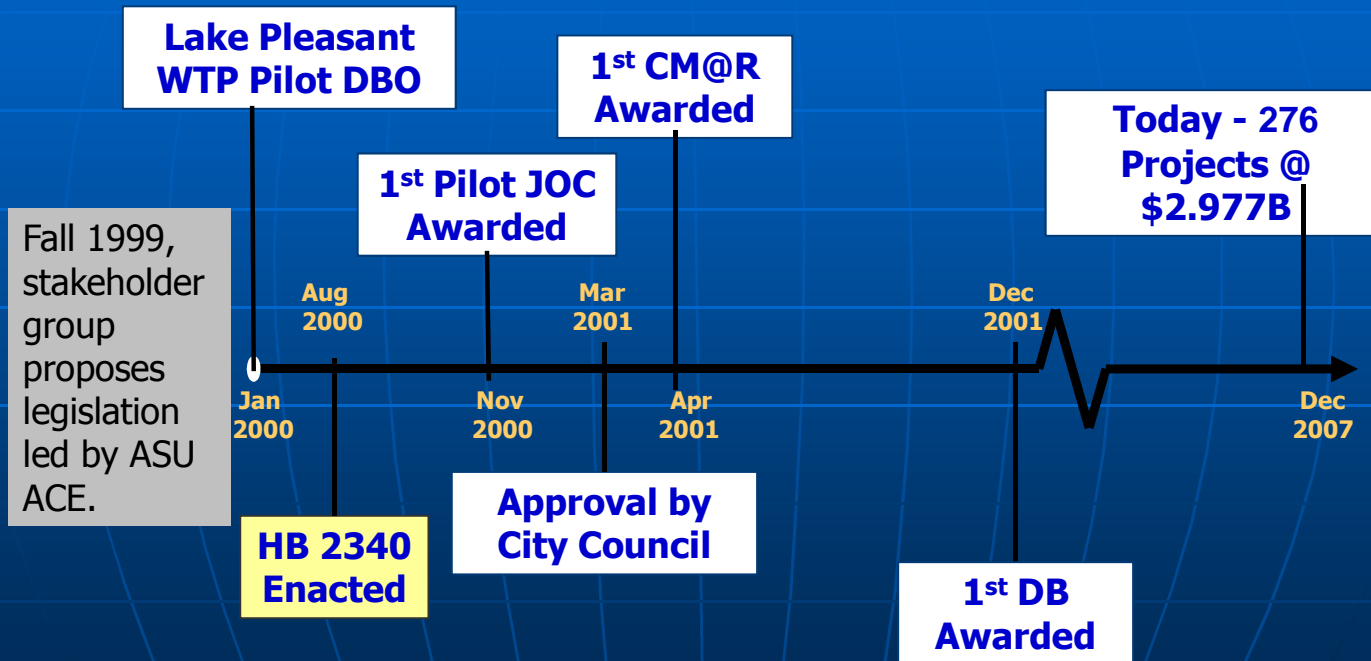 Lake Pleasant
WTP Pilot DBO
1st CM@R
Awarded
Today - 276
Projects @
$2.977B
1st Pilot JOC
Awarded
Fall 1999,
stakeholder
group
proposes
legislation
led by ASU
ACE.
Aug
2000
Mar
2001
Dec
2001
Jan
2000
Nov
2000
Apr
2001
Dec
2007
HB 2340
Enacted
Approval by
City Council
1st DB
Awarded